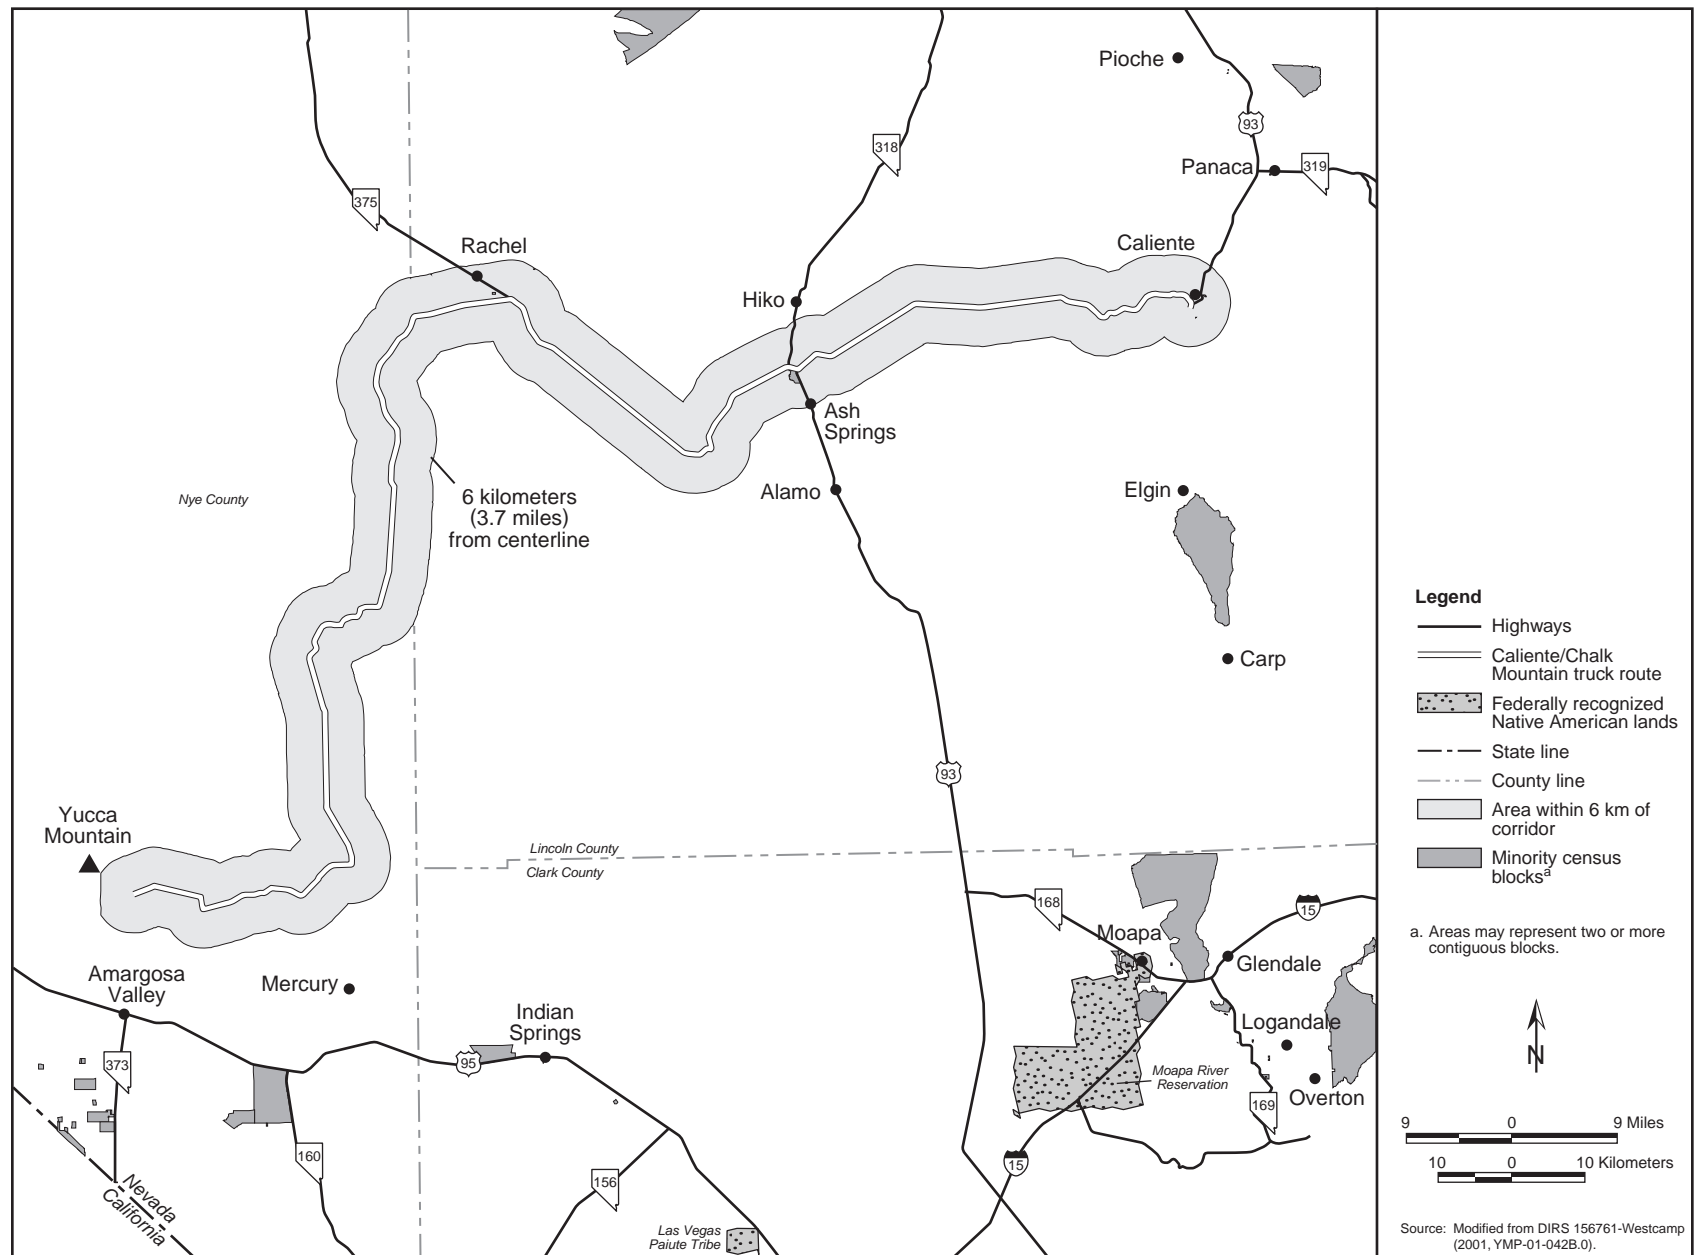 Pioche
93
318
Panaca
319
375
Rachel
Caliente
Hiko
Ash
Springs
Alamo
Elgin
Nye County
6 kilometers
(3.7 miles)
from centerline
Carp
93
Yucca
Mountain
Lincoln County
Clark County
168
15
Moapa
Glendale
Amargosa
Valley
Mercury
Indian
Springs
Logandale
95
373
Moapa River
Reservation
Overton
169
160
15
156
Nevada
California
Las Vegas
Paiute Tribe
Legend
Highways
Caliente/Chalk
Mountain truck route
Federally recognized
Native American lands
State line
County line
Area within 6 km of
corridor
Minority census
blocksa
a. Areas may represent two or more
contiguous blocks.
N
9 0 9 Miles
10 0 10 Kilometers
Source: Modified from DIRS 156761-Westcamp
(2001, YMP-01-042B.0).